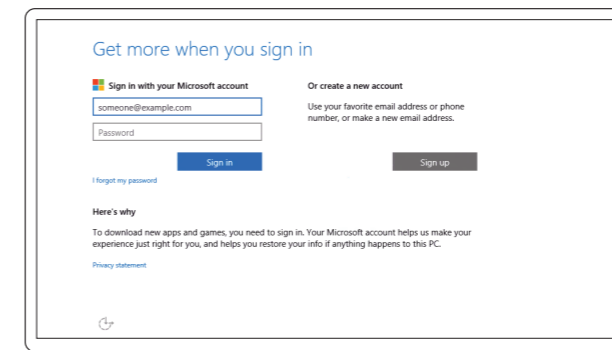 Get more when you sign in
Sign in with your Microsoft account
someone@example.com
Password
Sign in
I forgot my password
Or create a new account
Use your favorite email address or phone
number, or make a new email address.
Sign up
Here's why
To download new apps and games, you need to sign in. Your Microsoft account helps us make your
experience just right for you, and helps you restore your info if anything happens to this PC.
Privacy statement